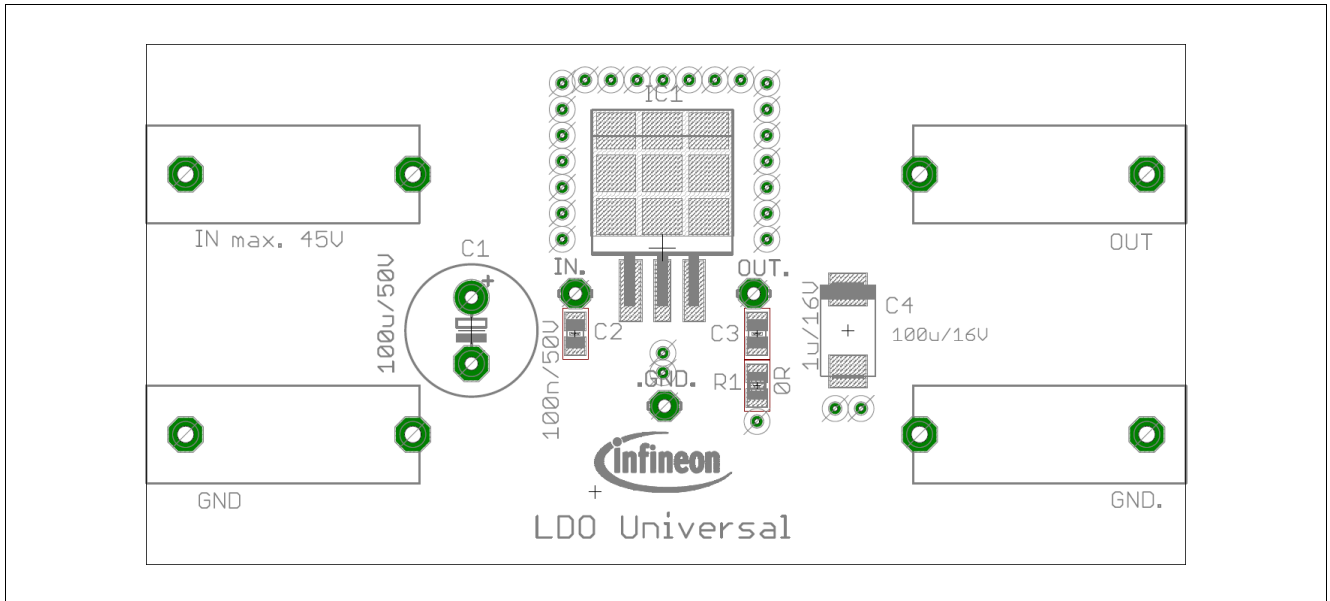 IC1
IN max. 45V
OUT
C1
+
100u/50V
IN.
OUT.
C2
100n/50V
C3
1u/16V
C4
100u/16V
.GND.
R1
0R
GND
GND.
infineon
LDO Universal